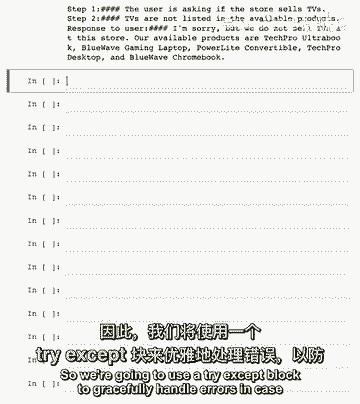 Step 1:#### The user is asking if the store sells TVs.
Step 2:#### TVs are not listed in the available products.
Response to user:#### I'm sorry, but we do not sell TVs a
t this store. Our available products are TechPro Ultraboo
k, BlueWave Gaming Laptop, PowerLite Convertible, TechPro
Desktop, and BlueWave Chromebook.
In [ ]:
In [ ]:
In [ ]:
In [ ]:
In [ ]:
In [ ]:
In [ ]:
In [ ]:
In [ ]:
In [ ]:
In [ ]:
In [ ]:
因此，我们将使用一个
In [ ]:
try except 块来优雅地处理错误，以防
So we're going to use a try except block
In [ ]:
to gracefully handle errors in case